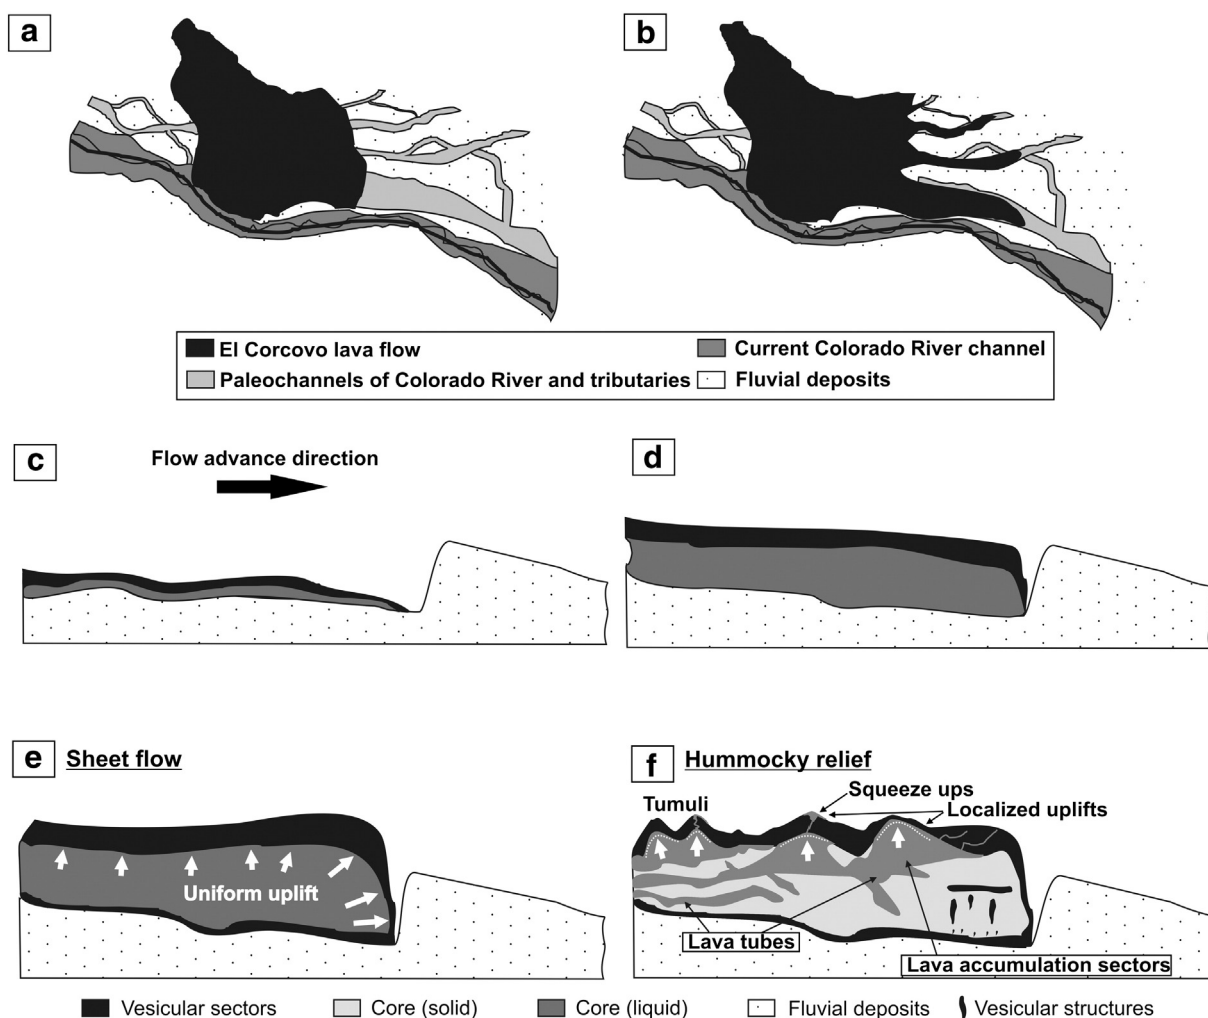 a
b
El Corcovo lava flow
Current Colorado River channel
Paleochannels of Colorado River and tributaries
Fluvial deposits
c
Flow advance direction
d
e
Sheet flow
Uniform uplift
f
Hummocky relief
Squeeze ups
Tumuli
Localized uplifts
Lava tubes
Lava accumulation sectors
Vesicular sectors
Core (solid)
Core (liquid)
Fluvial deposits
Vesicular structures